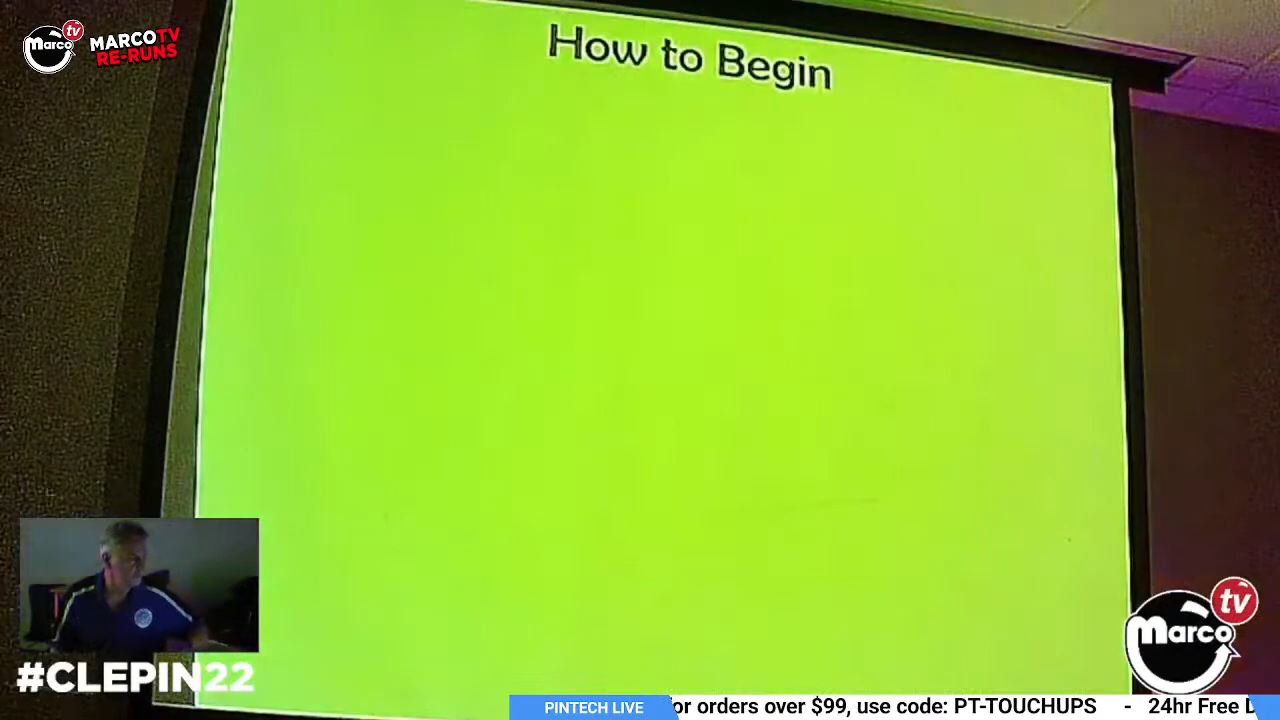 marco
tv
MARCOTV
RE-RUNS
How to Begin
#CLEPIN22
marco
tv
PINTECH LIVE
or orders over $99, use code: PT-TOUCHUPS - 24hr Free